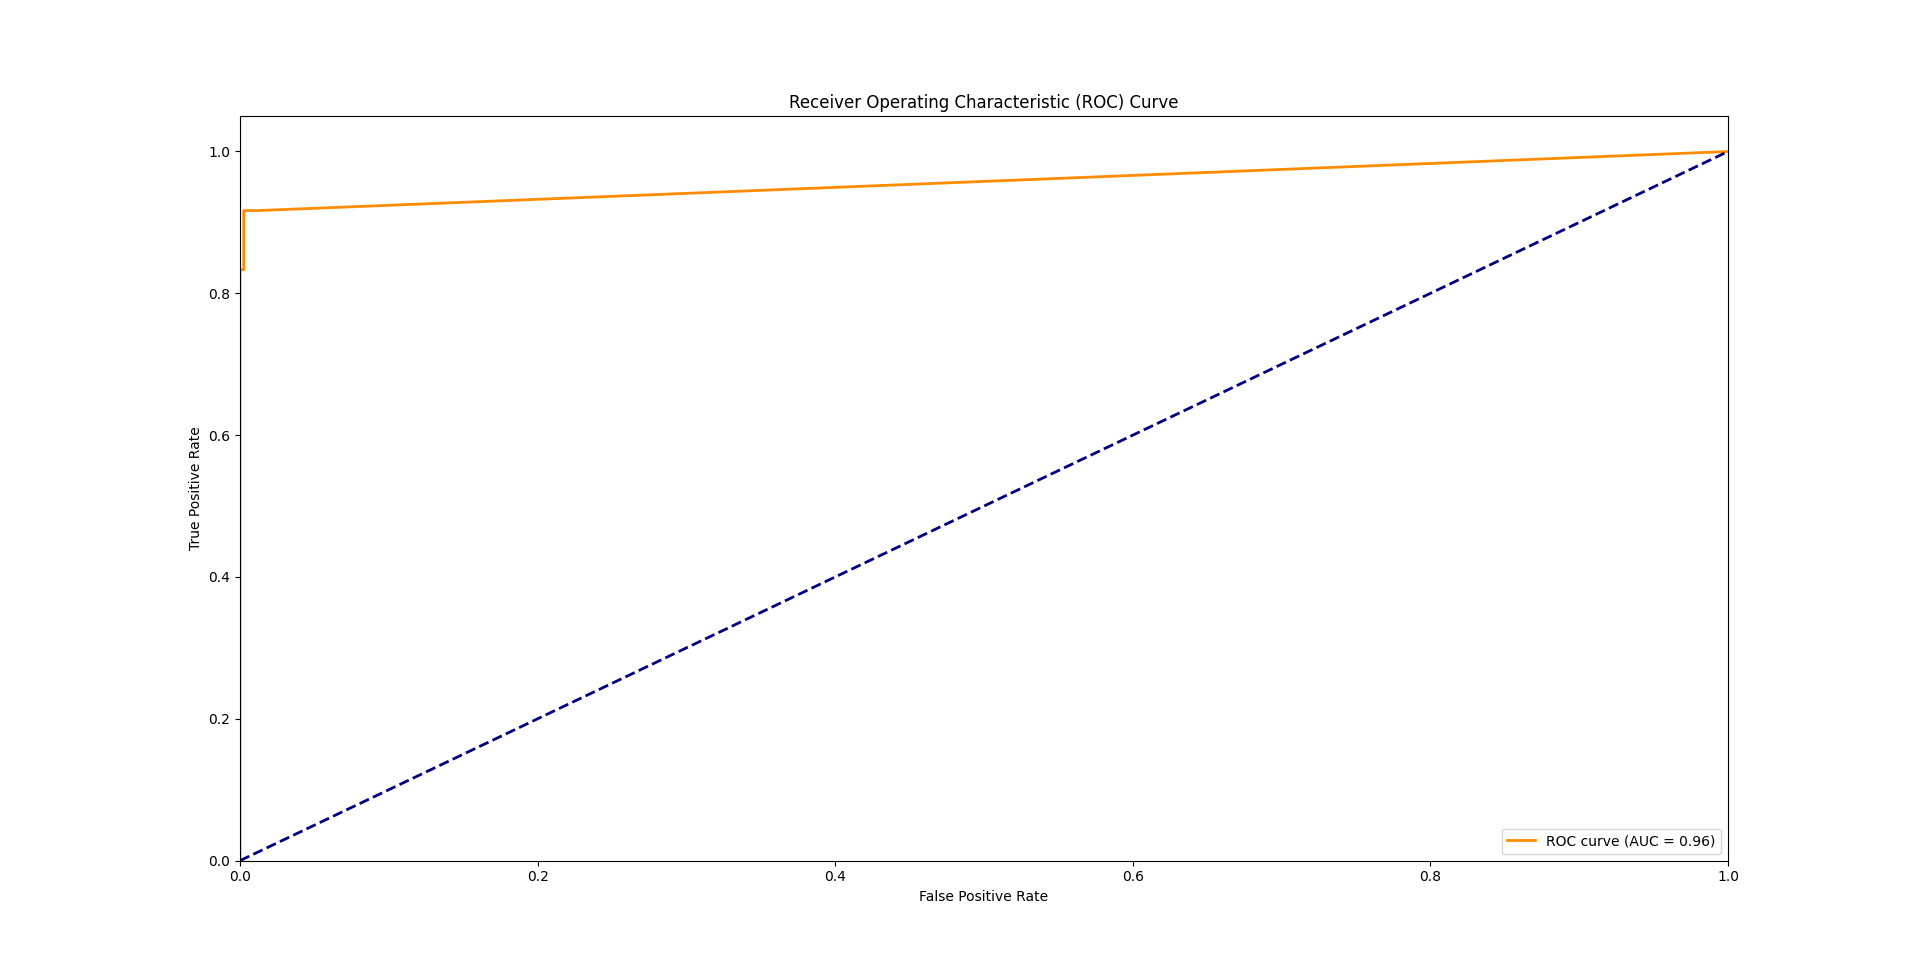 Receiver Operating Characteristic (ROC) Curve
1.0
0.8
0.6
0.4
0.2
0.0
True Positive Rate
0.0 0.2 0.4 0.6 0.8 1.0
False Positive Rate
ROC curve (AUC = 0.96)